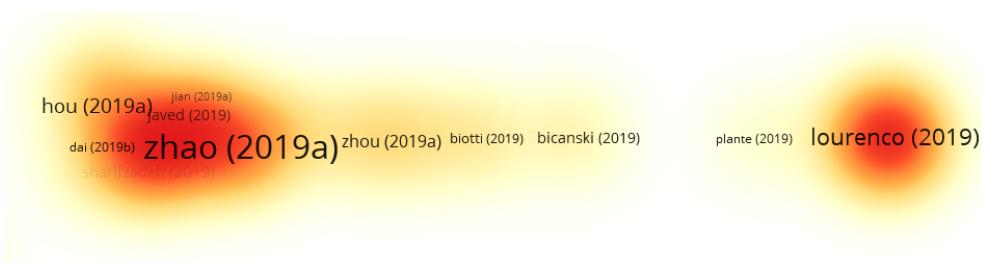 jian (2019a)
hou (2019a)
javed (2019)
dai (2019b) zhao (2019a) zhou (2019a) biotti (2019) bicanski (2019) plante (2019) lourenco (2019)
sharifzadeh (2019)